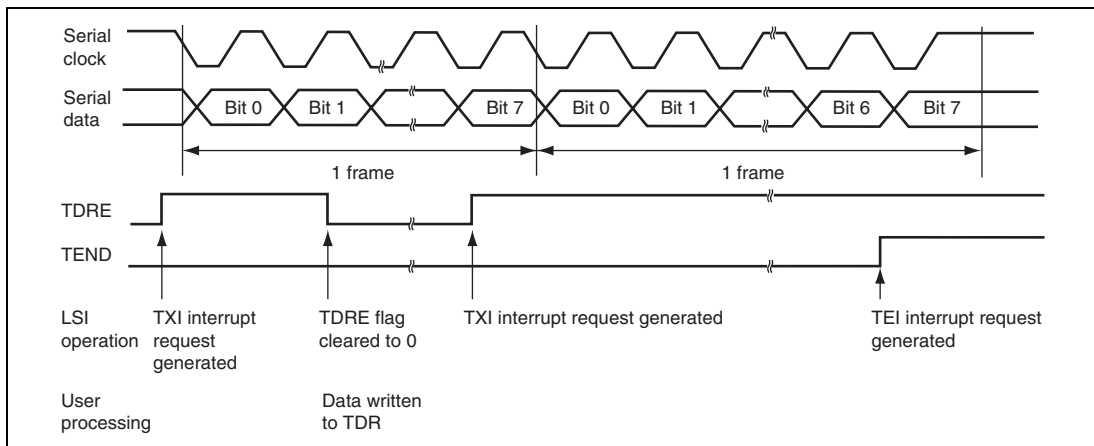 Serial
clock
Serial
data
Bit 0
Bit 1
Bit 7
Bit 0
Bit 1
Bit 6
Bit 7
1 frame
1 frame
TDRE
TEND
LSI
operation
TXI interrupt
request
generated
TDRE flag
cleared to 0
TXI interrupt request generated
TEI interrupt request
generated
User
processing
Data written
to TDR